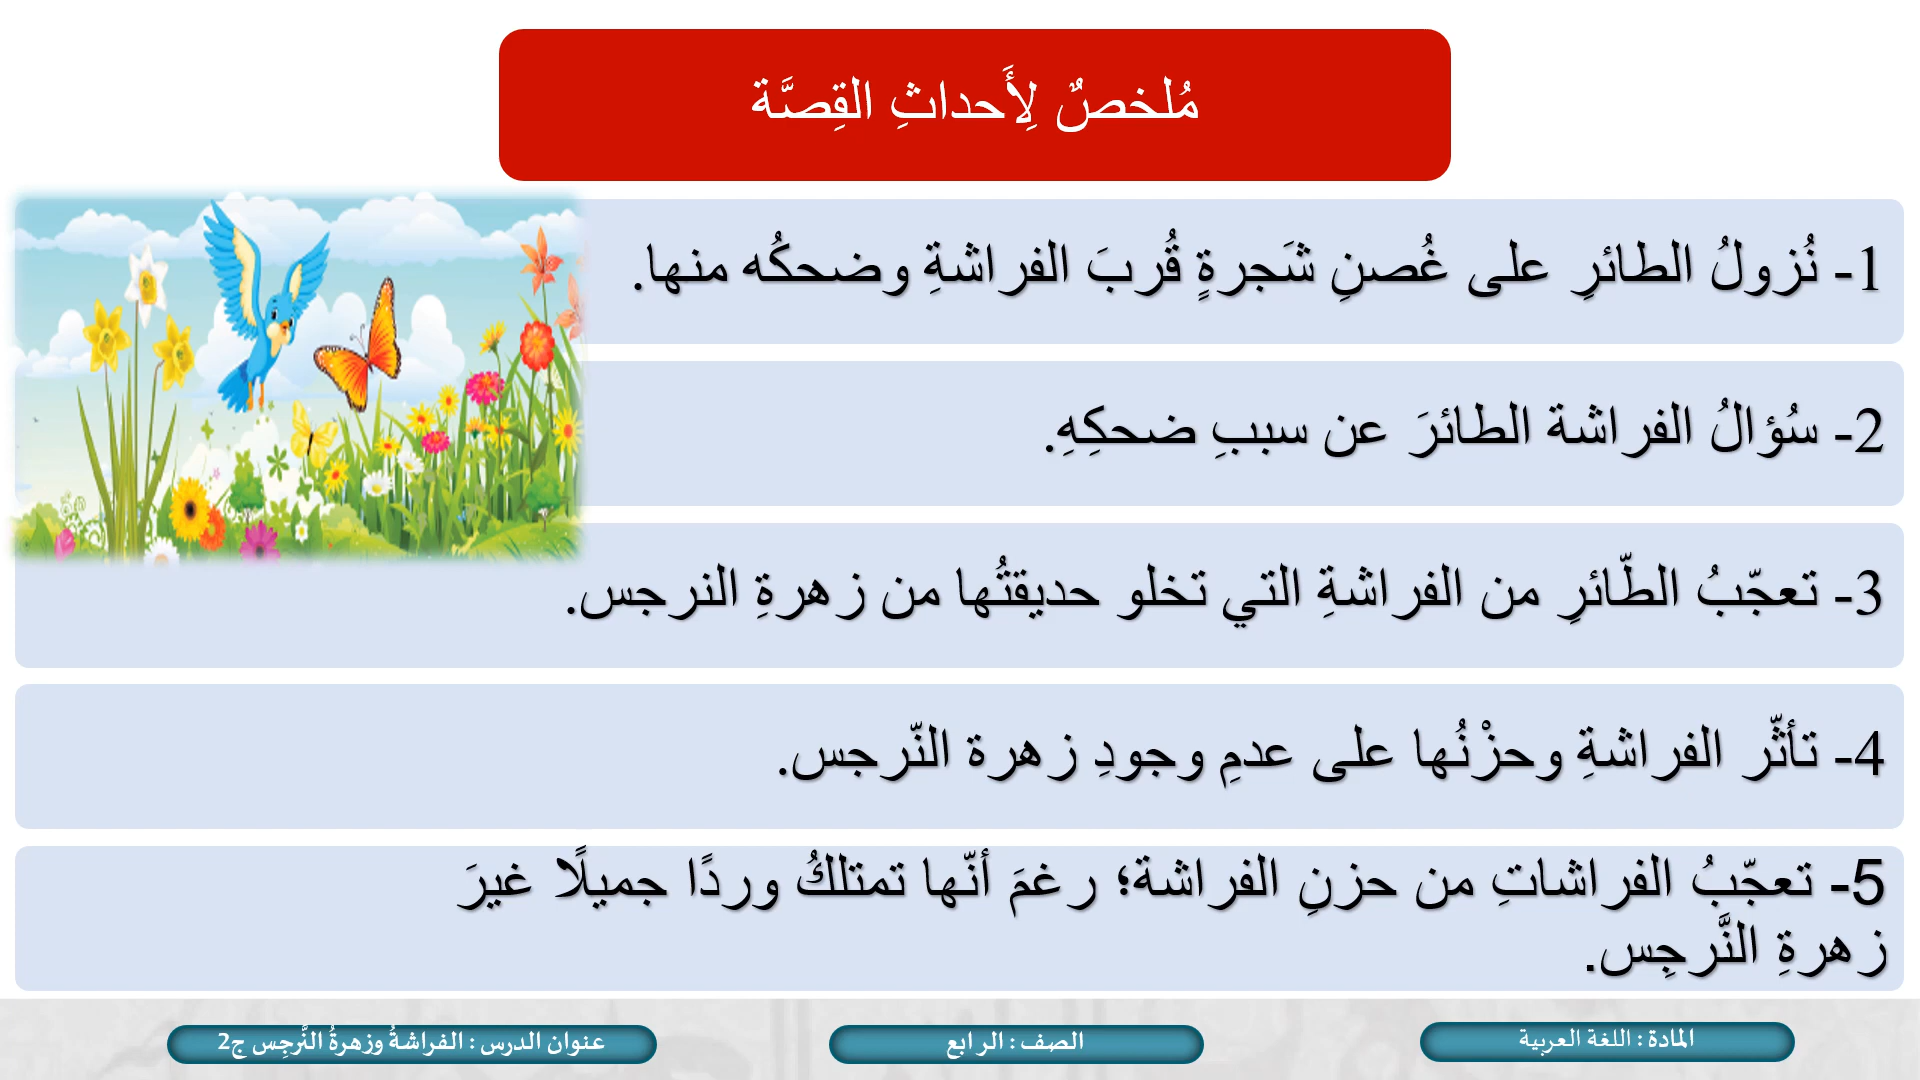 مُلخصٌ لِأَحداثِ القِصَّة
1- نُزولُ الطائرِ على غُصنِ شَجرةٍ قُربَ الفراشةِ وضحكُه منها.
2- سُؤالُ الفراشة الطائرَ عن سببِ ضحكِهِ.
3- تعجّبُ الطّائرِ من الفراشةِ التي تخلو حديقتُها من زهرةِ النرجس.
4- تأثّر الفراشةِ وحزْنُها على عدمِ وجودِ زهرة النّرجس.
5- تعجّبُ الفراشاتِ من حزنِ الفراشة؛ رغمَ أنّها تمتلكُ وردًا جميلًا غيرَ
زهرةِ النَّرجِس.
المادة : اللغة العربية
الصف : الرابع
عنوان الدرس : الفراشةُ وزهرةُ النَّرجِس ج2